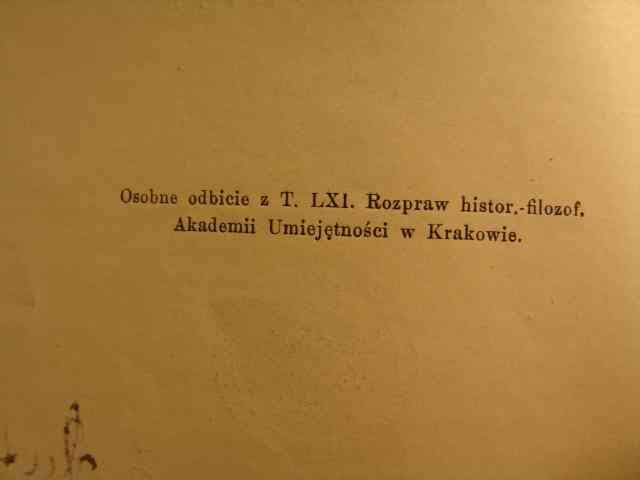 Osobne odbicie z T. LXI. Rozpraw histor.-filozof.
Akademii Umiejętności w Krakowie.